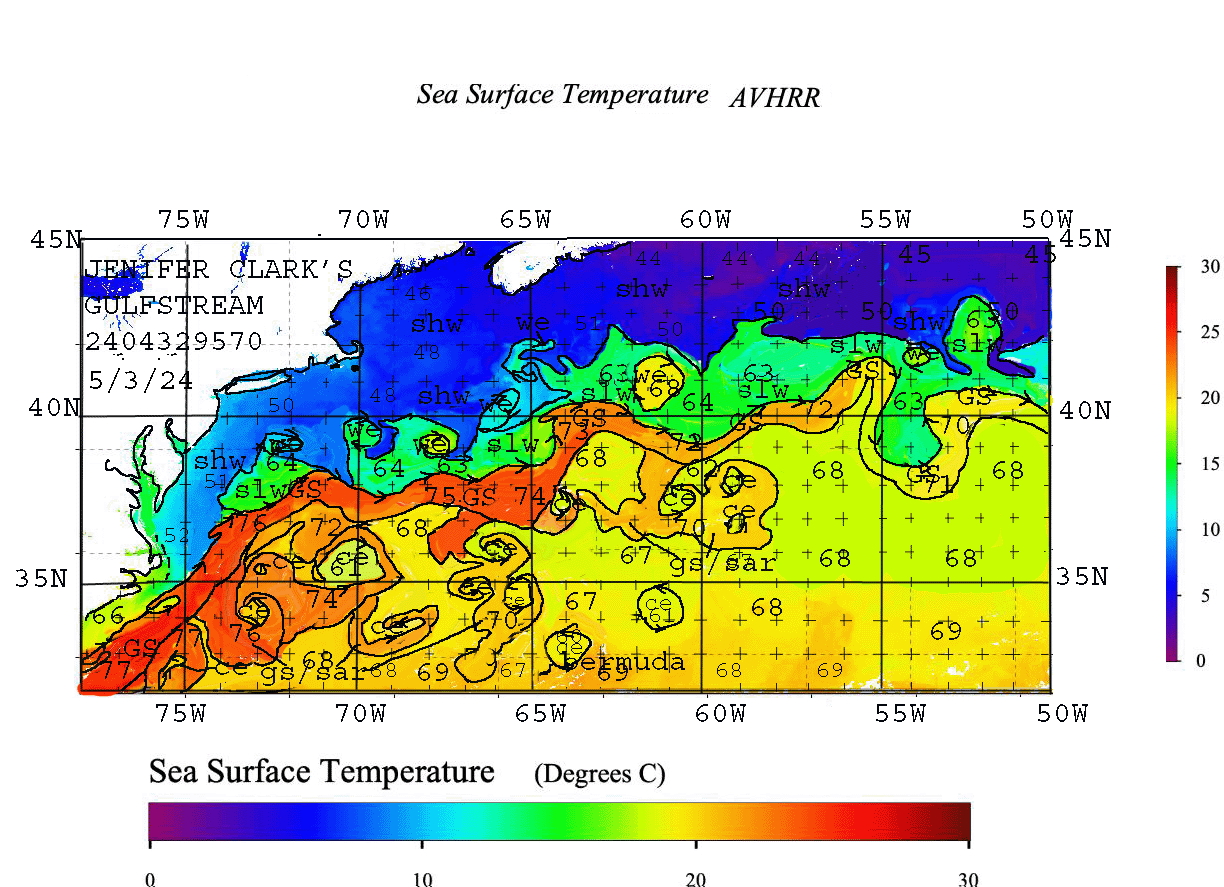 Sea Surface Temperature AVHRR
75W 70W 65W 60W 55W 50W
45N 45N
JENIFER CLARK'S 44 44 44 45 45
GULFSTREAM 46 shw shw
2404329570 shw we 51 50 50 50 shw 63 50
48 slw we slw
5/3/24 63 we 68 63 GS
50 48 shw we slw 64 slw 72 63 GS
40N 40N
we we we slw GS 73 GS 72 70
shw 64 64 63 68 62 68 GS 68
51 slw GS 75 GS 74 ce ce ce 71
76 72 68 70 ce
52 ce ce 61 ce 67 gs/sar 68 68
35N 35N
74 ce ce 67 ce 61 68
66 ce 70
GS 77 76 ce 69
77 ce gs/sar 68 68 69 67 ce bermuda 69 68 69
75W 70W 65W 60W 55W 50W
30
25
20
15
10
5
0
Sea Surface Temperature (Degrees C)
0 10 20 30